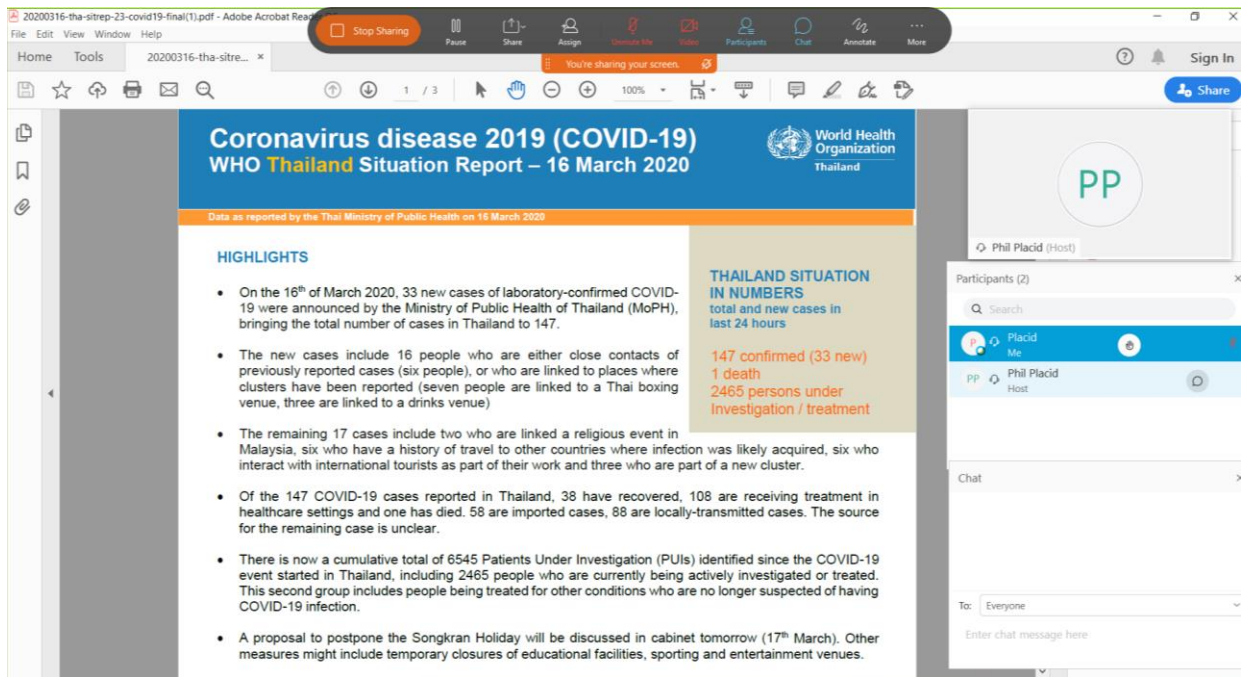 20200316-tha-sitrep-23-covid19-final(1).pdf - Adobe Acrobat Rea
File Edit View Window Help
Stop Sharing
Pause
Share
Assign
Unmute Me
Video
Participants
Chat
Annotate
More
You're sharing your screen.
Home Tools 20200316-tha-sitre... ×
Sign In
1 / 3
100%
Share
Coronavirus disease 2019 (COVID-19)
WHO Thailand Situation Report – 16 March 2020
World Health
Organization
Thailand
Data as reported by the Thai Ministry of Public Health on 16 March 2020
HIGHLIGHTS
• On the 16th of March 2020, 33 new cases of laboratory-confirmed COVID-
19 were announced by the Ministry of Public Health of Thailand (MoPH),
bringing the total number of cases in Thailand to 147.
• The new cases include 16 people who are either close contacts of
previously reported cases (six people), or who are linked to places where
clusters have been reported (seven people are linked to a Thai boxing
venue, three are linked to a drinks venue)
• The remaining 17 cases include two who are linked a religious event in
Malaysia, six who have a history of travel to other countries where infection was likely acquired, six who
interact with international tourists as part of their work and three who are part of a new cluster.
• Of the 147 COVID-19 cases reported in Thailand, 38 have recovered, 108 are receiving treatment in
healthcare settings and one has died. 58 are imported cases, 88 are locally-transmitted cases. The source
for the remaining case is unclear.
• There is now a cumulative total of 6545 Patients Under Investigation (PUIs) identified since the COVID-19
event started in Thailand, including 2465 people who are currently being actively investigated or treated.
This second group includes people being treated for other conditions who are no longer suspected of having
COVID-19 infection.
• A proposal to postpone the Songkran Holiday will be discussed in cabinet tomorrow (17th March). Other
measures might include temporary closures of educational facilities, sporting and entertainment venues.
THAILAND SITUATION
IN NUMBERS
total and new cases in
last 24 hours
147 confirmed (33 new)
1 death
2465 persons under
Investigation / treatment
PP
Phil Placid (Host)
Participants (2)
Search
P
Placid
Me
PP
Phil Placid
Host
Chat
To: Everyone
Enter chat message here